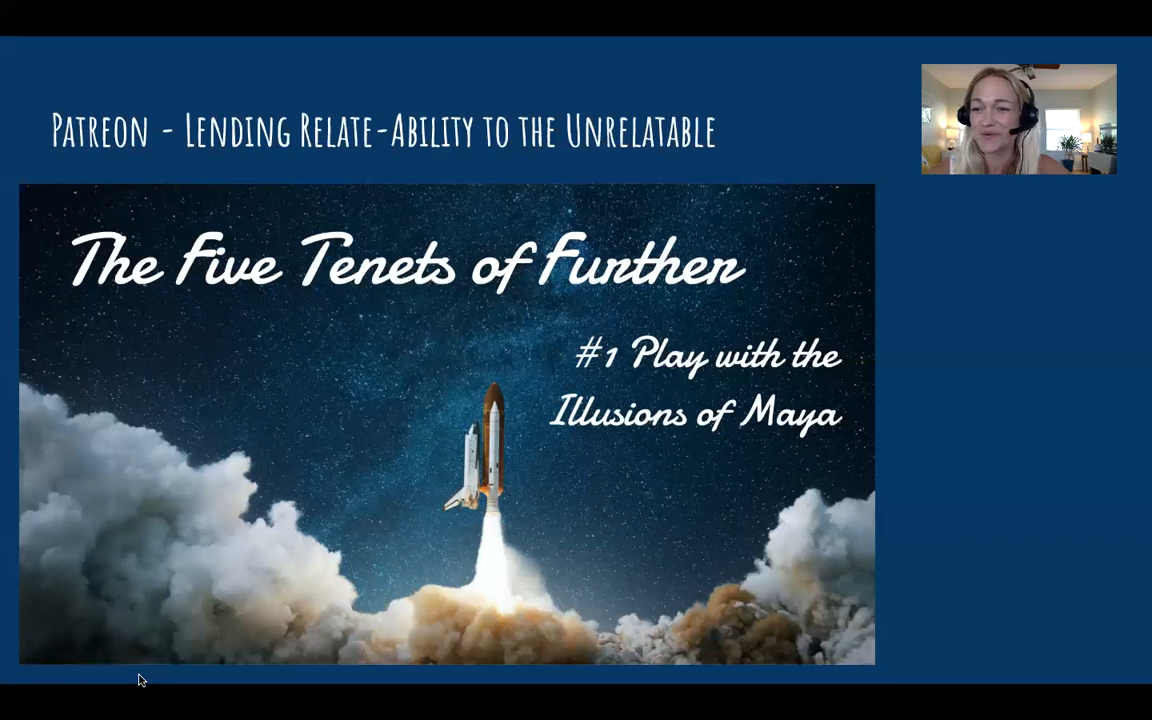 Patreon - Lending Relate-Ability to the Unrelatable
The Five Tenets of Further
#1 Play with the
Illusions of Maya